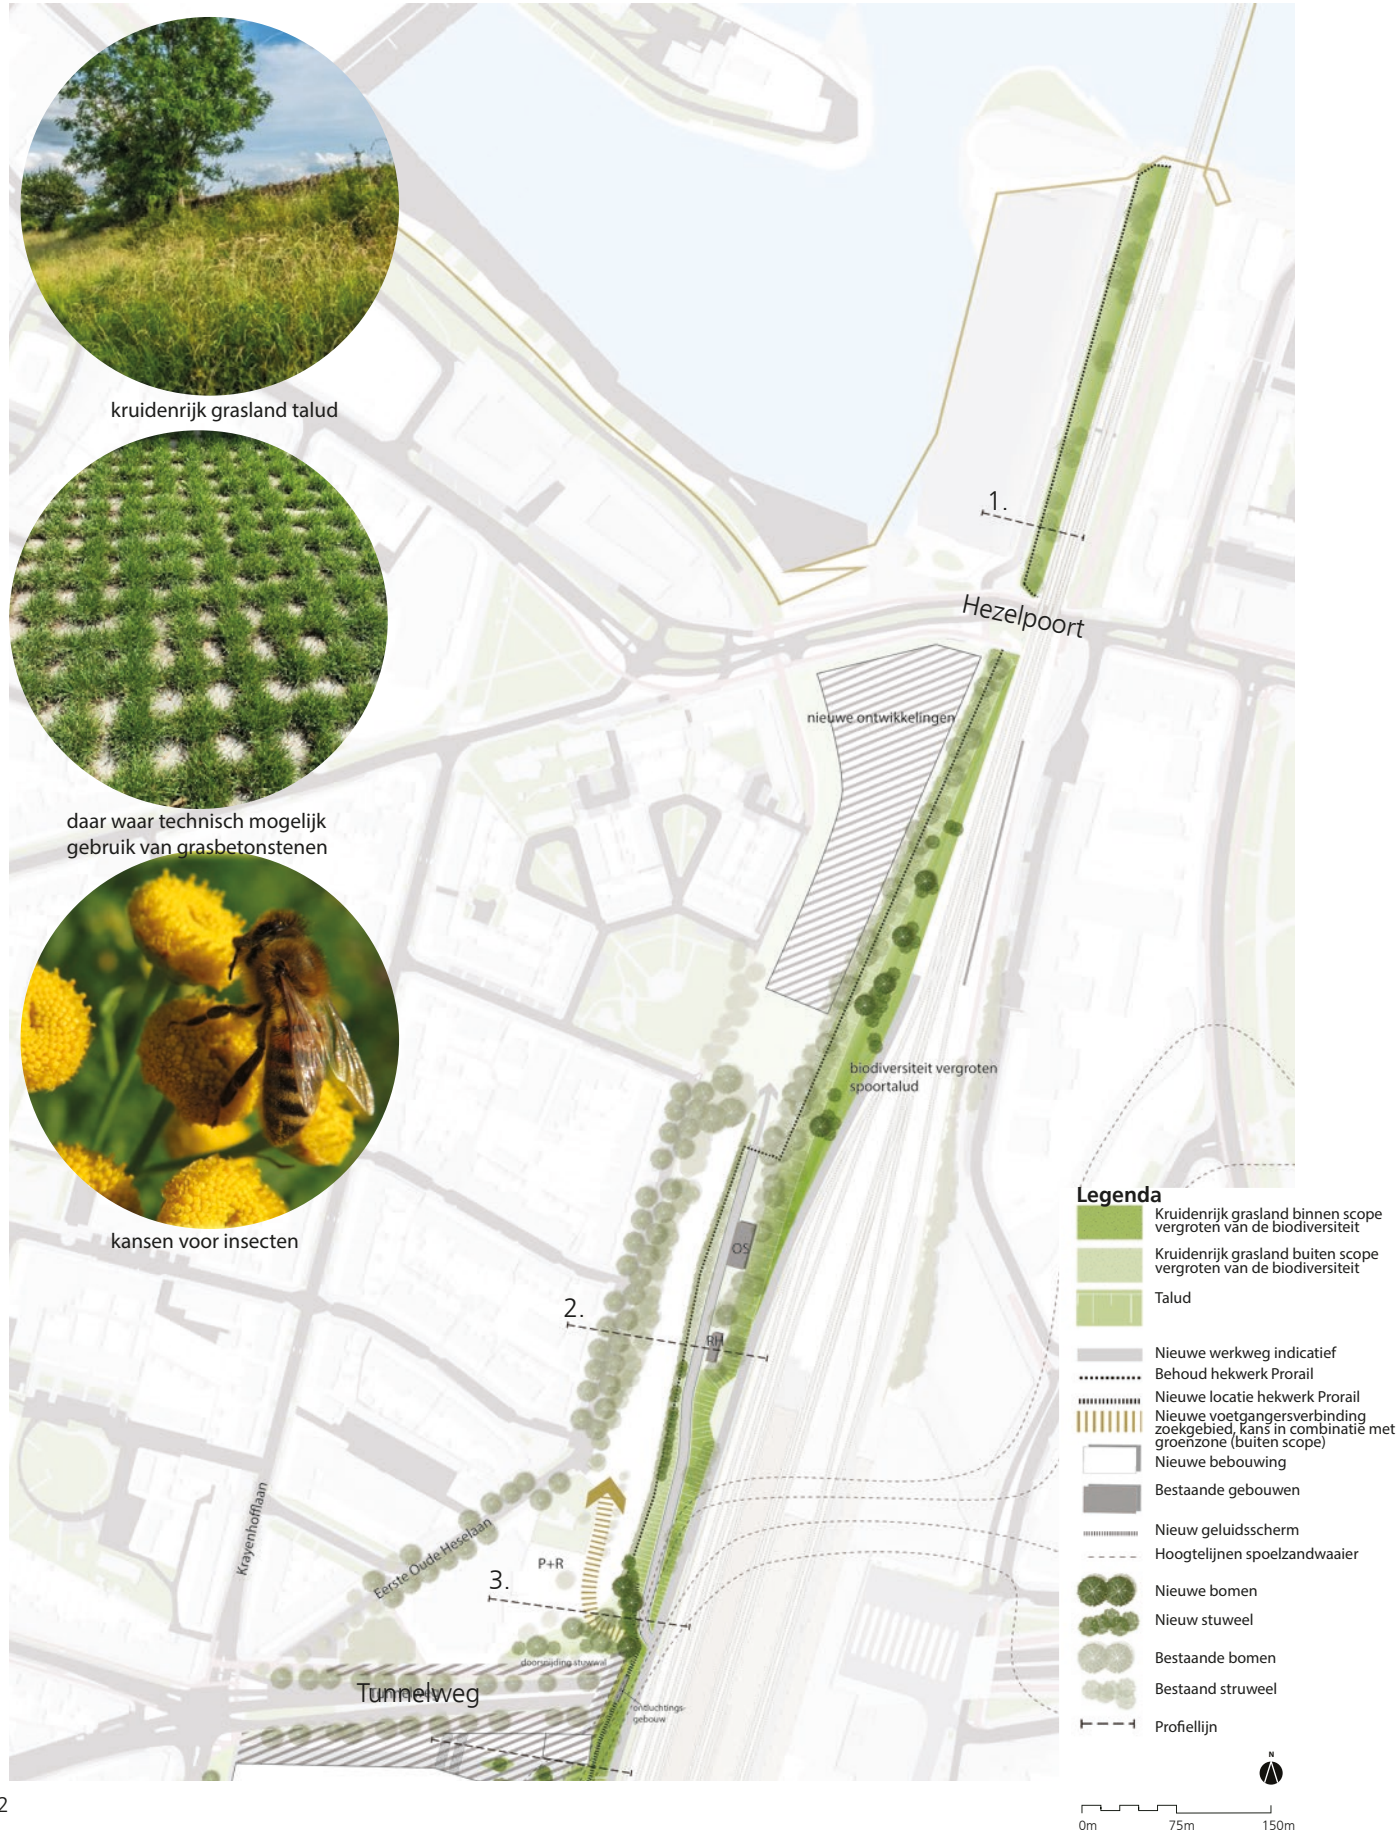 kruidenrijk grasland talud
daar waar technisch mogelijk
gebruik van grasbetonstenen
kansen voor insecten
1.
Hezelpoort
nieuwe ontwikkelingen
biodiversiteit vergroten
spoortalud
OS
2.
RH
Krayenhofflaan
Eerste Oude Heselaan
P+R
3.
doorsnijding stuwwal
Tunnelweg
Tunnelweg
ontluchtings-
gebouw
Legenda
Kruidenrijk grasland binnen scope
vergroten van de biodiversiteit
Kruidenrijk grasland buiten scope
vergroten van de biodiversiteit
Talud
Nieuwe werkweg indicatief
Behoud hekwerk Prorail
Nieuwe locatie hekwerk Prorail
Nieuwe voetgangersverbinding
zoekgebied, kans in combinatie met
groenzone (buiten scope)
Nieuwe bebouwing
Bestaande gebouwen
Nieuw geluidsscherm
Hoogtelijnen spoelzandwaaier
Nieuwe bomen
Nieuw stuweel
Bestaande bomen
Bestaand struweel
Profiellijn
N
0m 75m 150m
2